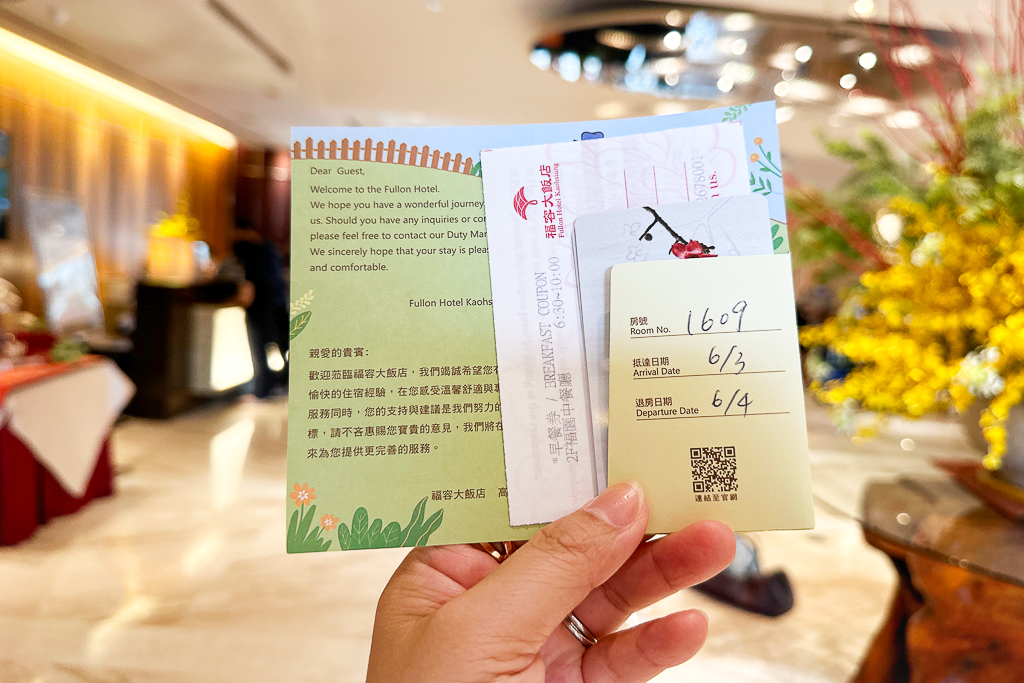 Dear Guest,
Welcome to the Fullon Hotel.
We hope you have a wonderful journey
us. Should you have any inquiries or
please feel free to contact our Duty
We sincerely hope that your stay is
and comfortable.
Fullon Hotel
親愛的貴賓：
歡迎蒞臨福容大飯店，我們竭誠希望您
愉快的住宿經驗，在您感受溫馨舒適與
服務同時，您的支持與建議是我們努力的
標，請不吝惠賜您寶貴的意見，我們將
來為您提供更完善的服務。
福容大飯店
福容大飯店
Fullon Hotel Kaohsiung
*早餐券 / BREAKFAST COUPON
6:30~10:00
2F福園中餐廳
房號
Room No. 1609
抵達日期
Arrival Date 6/3
退房日期
Departure Date 6/4
連結至官網